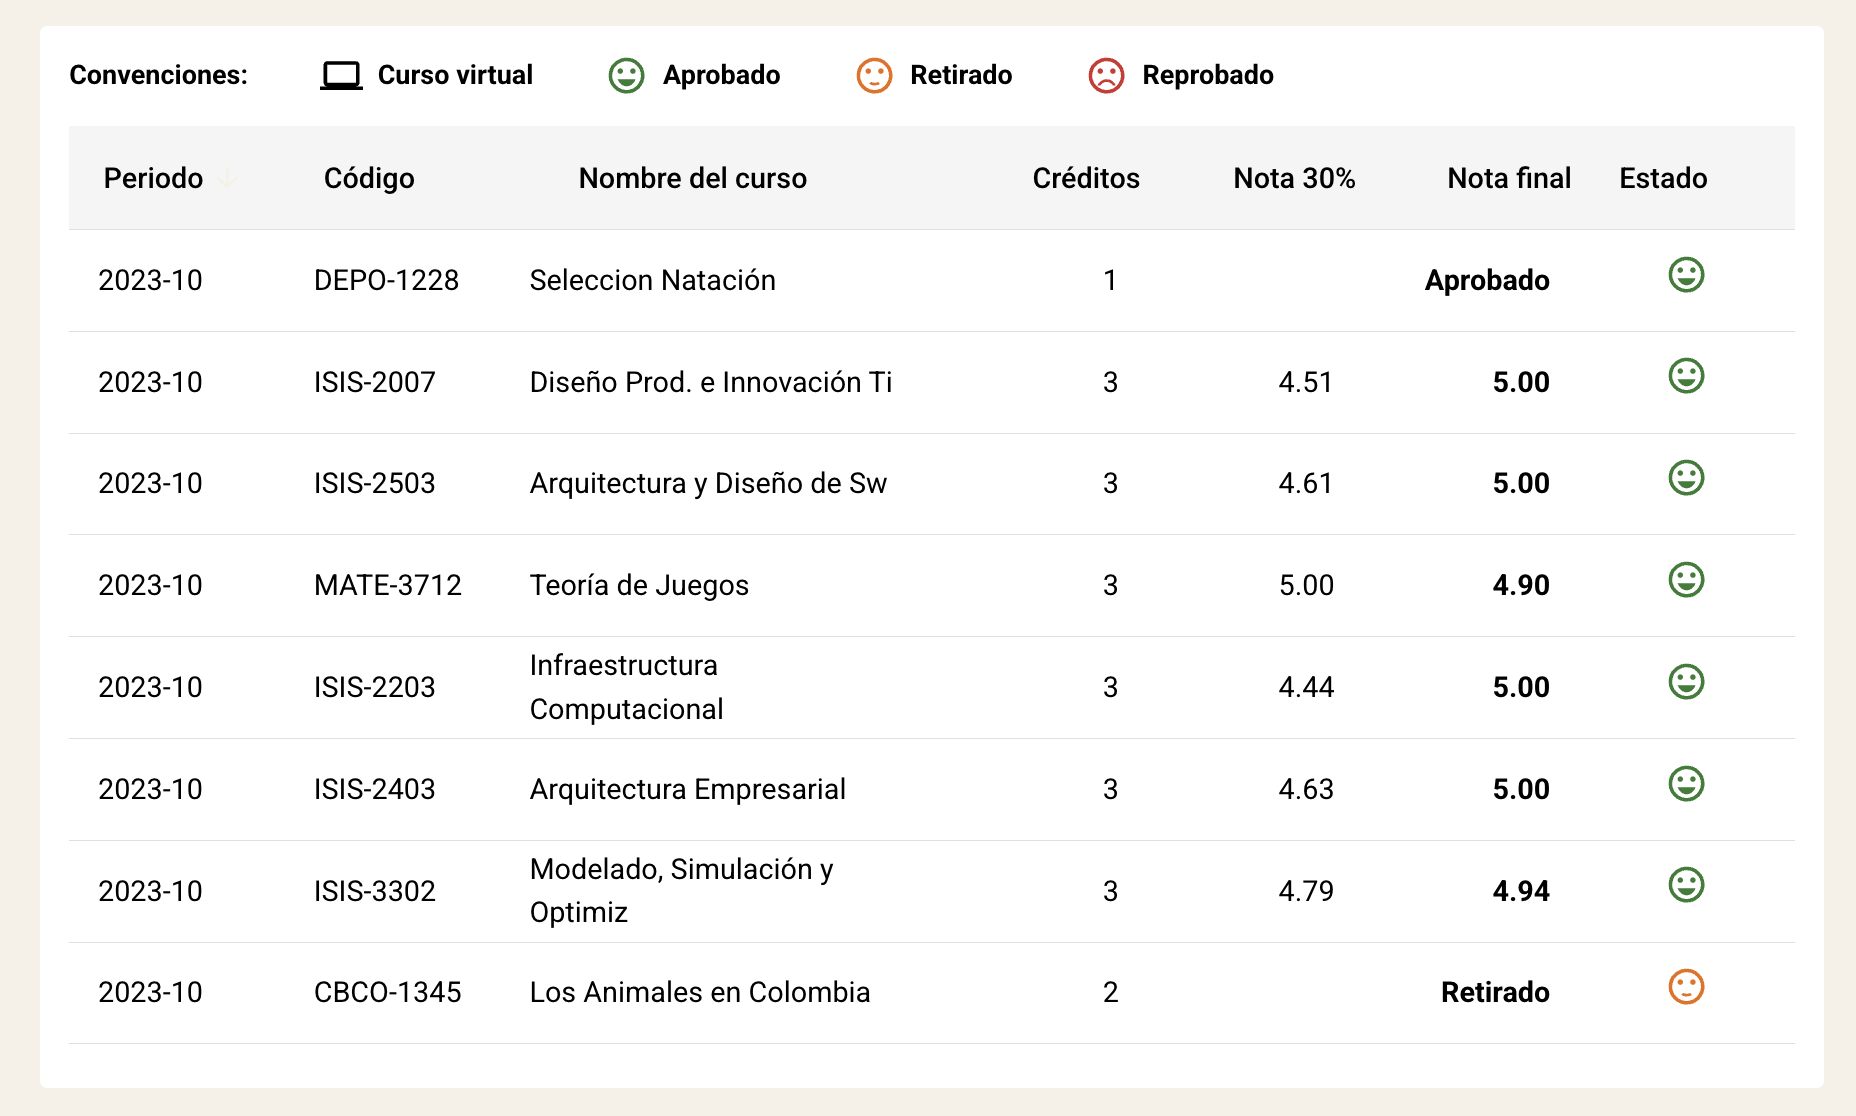 Convenciones: Curso virtual Aprobado Retirado Reprobado
Periodo Código Nombre del curso Créditos Nota 30% Nota final Estado
2023-10 DEPO-1228 Seleccion Natación 1 Aprobado
2023-10 ISIS-2007 Diseño Prod. e Innovación Ti 3 4.51 5.00
2023-10 ISIS-2503 Arquitectura y Diseño de Sw 3 4.61 5.00
2023-10 MATE-3712 Teoría de Juegos 3 5.00 4.90
2023-10 ISIS-2203 Infraestructura
Computacional 3 4.44 5.00
2023-10 ISIS-2403 Arquitectura Empresarial 3 4.63 5.00
2023-10 ISIS-3302 Modelado, Simulación y
Optimiz 3 4.79 4.94
2023-10 CBCO-1345 Los Animales en Colombia 2 Retirado